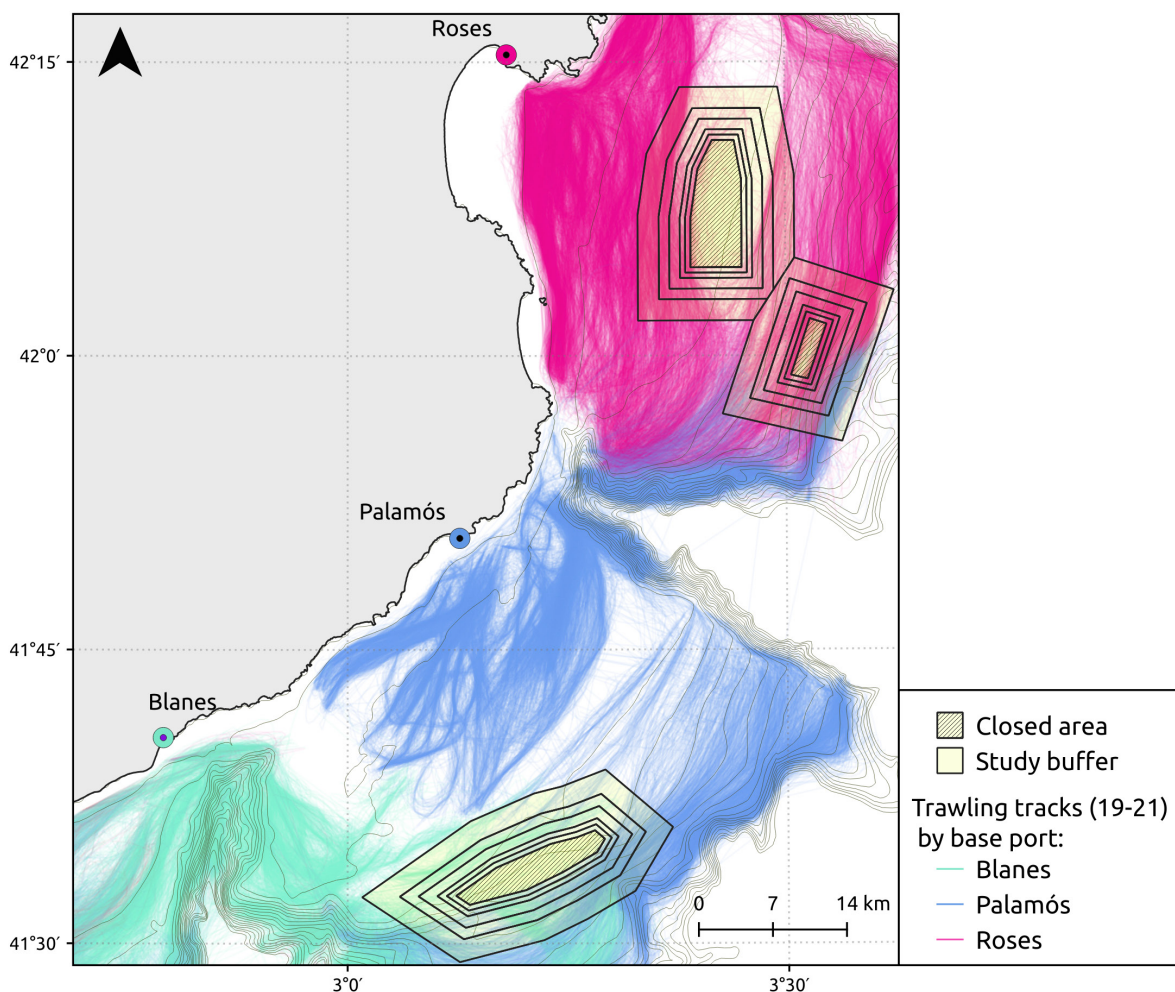 Roses
42°15′
42°0′
Palamós
41°45′
Blanes
0 7 14 km
41°30′
3°0′
3°30′
Closed area
Study buffer
Trawling tracks (19-21)
by base port:
Blanes
Palamós
Roses